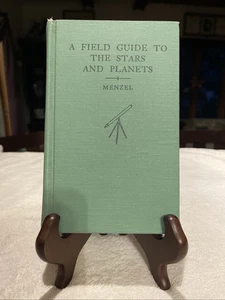 A FIELD GUIDE TO
THE STARS
AND PLANETS
MENZEL